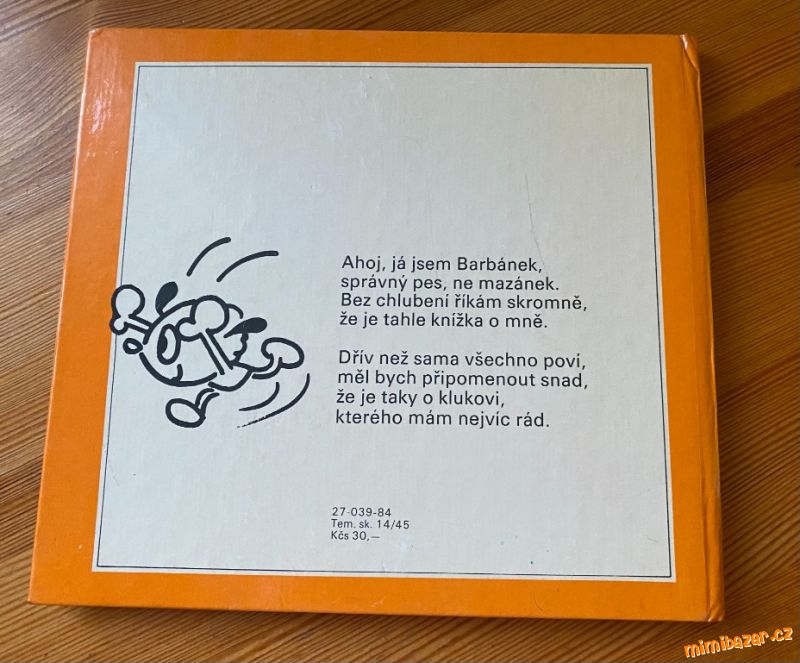 Ahoj, já jsem Barbánek,
správný pes, ne mazánek.
Bez chlubení říkám skromně,
že je tahle knížka o mně.
Dřív než sama všechno poví,
měl bych připomenout snad,
že je taky o klukovi,
kterého mám nejvíc rád.
27-039-84
Tem. sk. 14/45
Kčs 30,—
mimibazar.cz